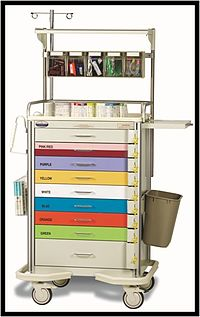 PINK/RED
PURPLE
YELLOW
WHITE
BLUE
ORANGE
GREEN